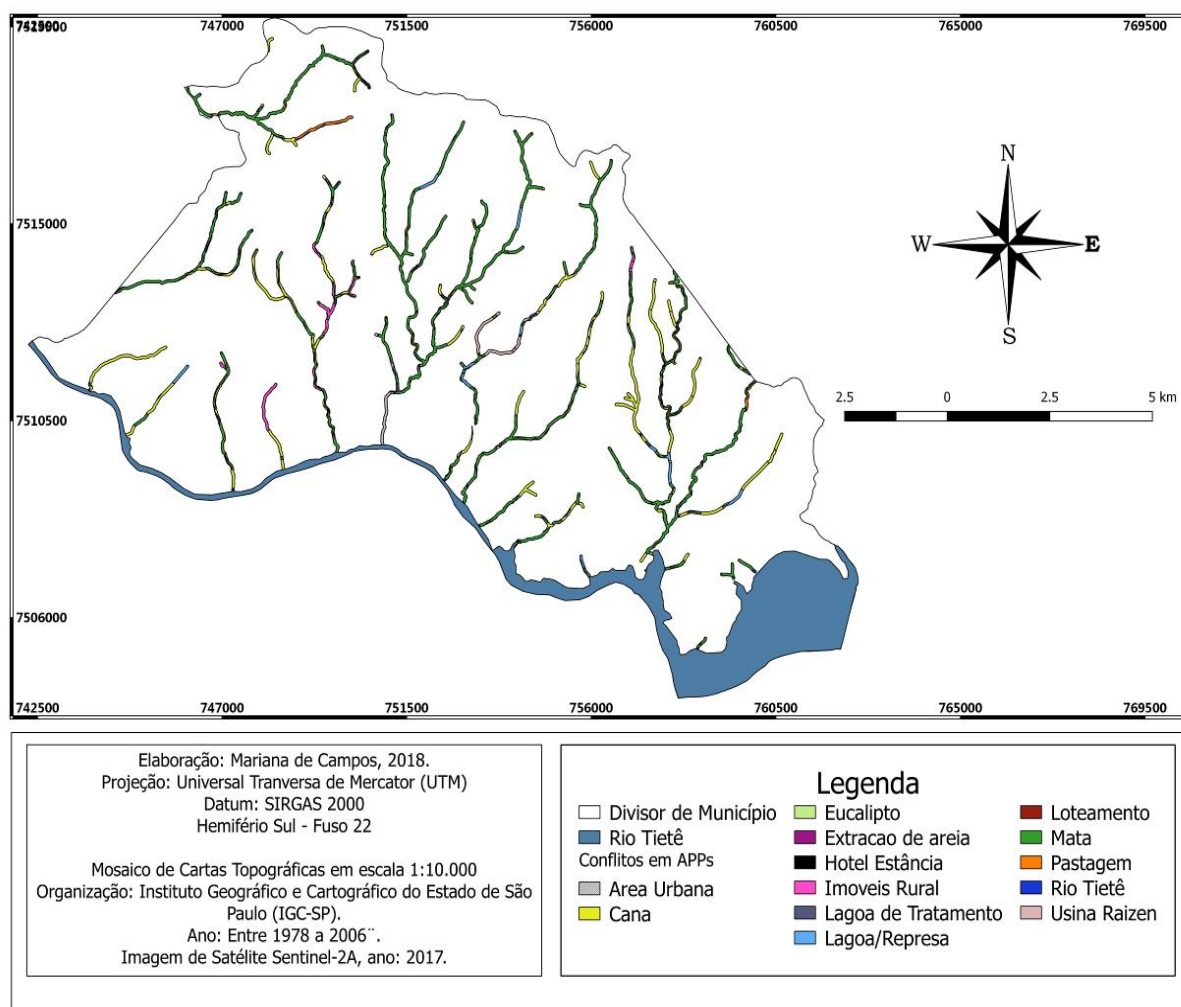 742500 747000 751500 756000 760500 765000 769500
7515000
7510500
7506000
N
W E
S
2.5 0 2.5 5 km
742500 747000 751500 756000 760500 765000 769500
Elaboração: Mariana de Campos, 2018.
Projeção: Universal Tranversa de Mercator (UTM)
Datum: SIRGAS 2000
Hemifério Sul - Fuso 22
Mosaico de Cartas Topográficas em escala 1:10.000
Organização: Instituto Geográfico e Cartográfico do Estado de São
Paulo (IGC-SP).
Ano: Entre 1978 a 2006¨.
Imagem de Satélite Sentinel-2A, ano: 2017.
Legenda
Divisor de Município
Rio Tietê
Conflitos em APPs
Area Urbana
Cana
Eucalipto
Extracao de areia
Hotel Estância
Imoveis Rural
Lagoa de Tratamento
Lagoa/Represa
Loteamento
Mata
Pastagem
Rio Tietê
Usina Raizen